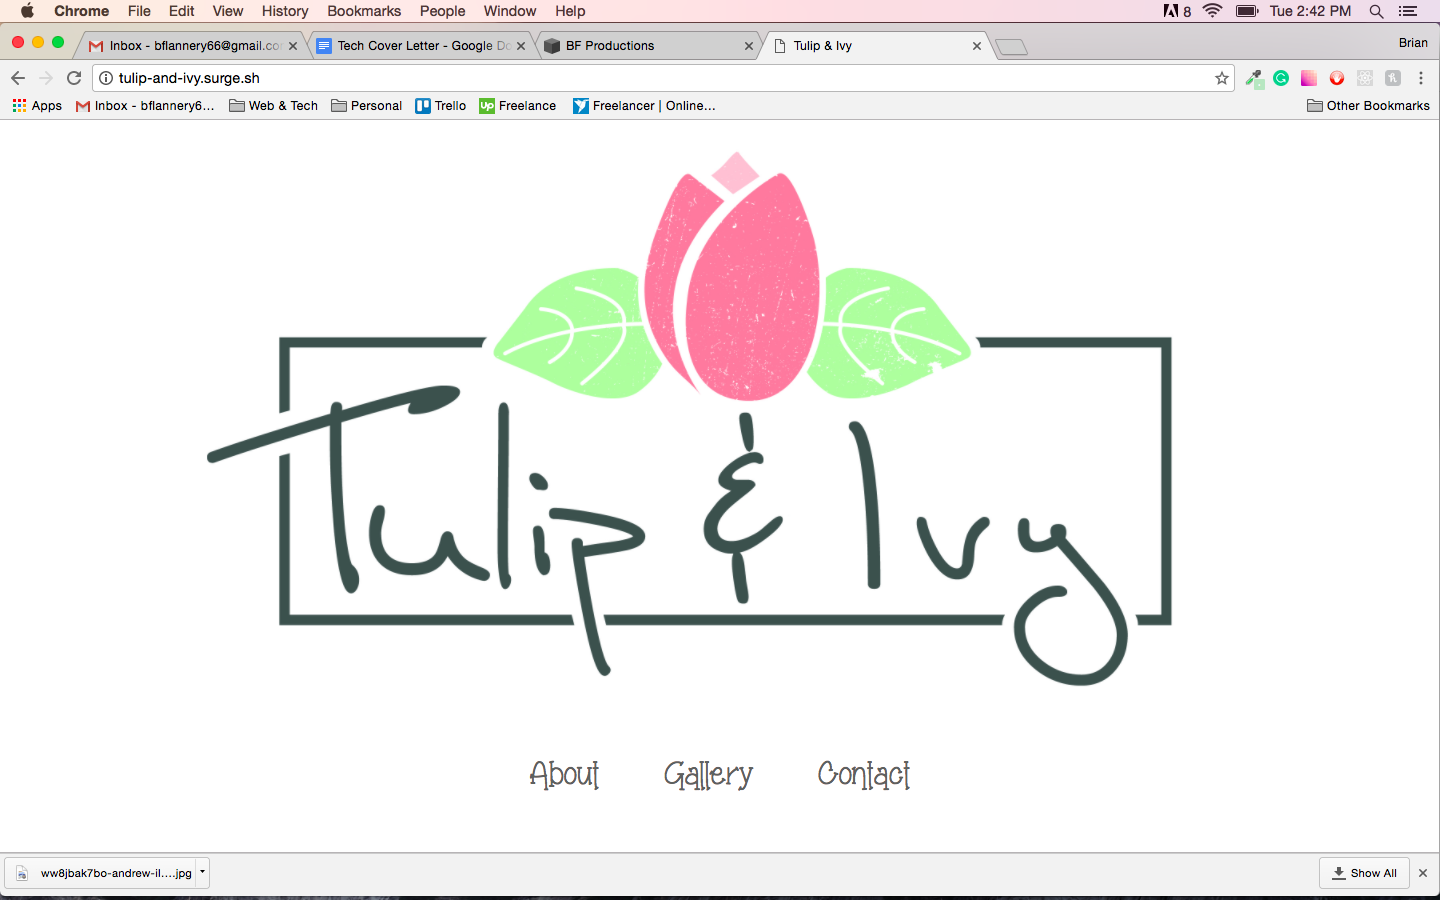 Chrome File Edit View History Bookmarks People Window Help 8 Tue 2:42 PM
Inbox - bflannery66@gmail.co Tech Cover Letter - Google Do BF Productions Tulip & Ivy Brian
tulip-and-ivy.surge.sh
Apps Inbox - bflannery6... Web & Tech Personal Trello Up Freelance Freelancer | Online... Other Bookmarks
Tulip & Ivy
About Gallery Contact
ww8jbak7bo-andrew-il....jpg Show All